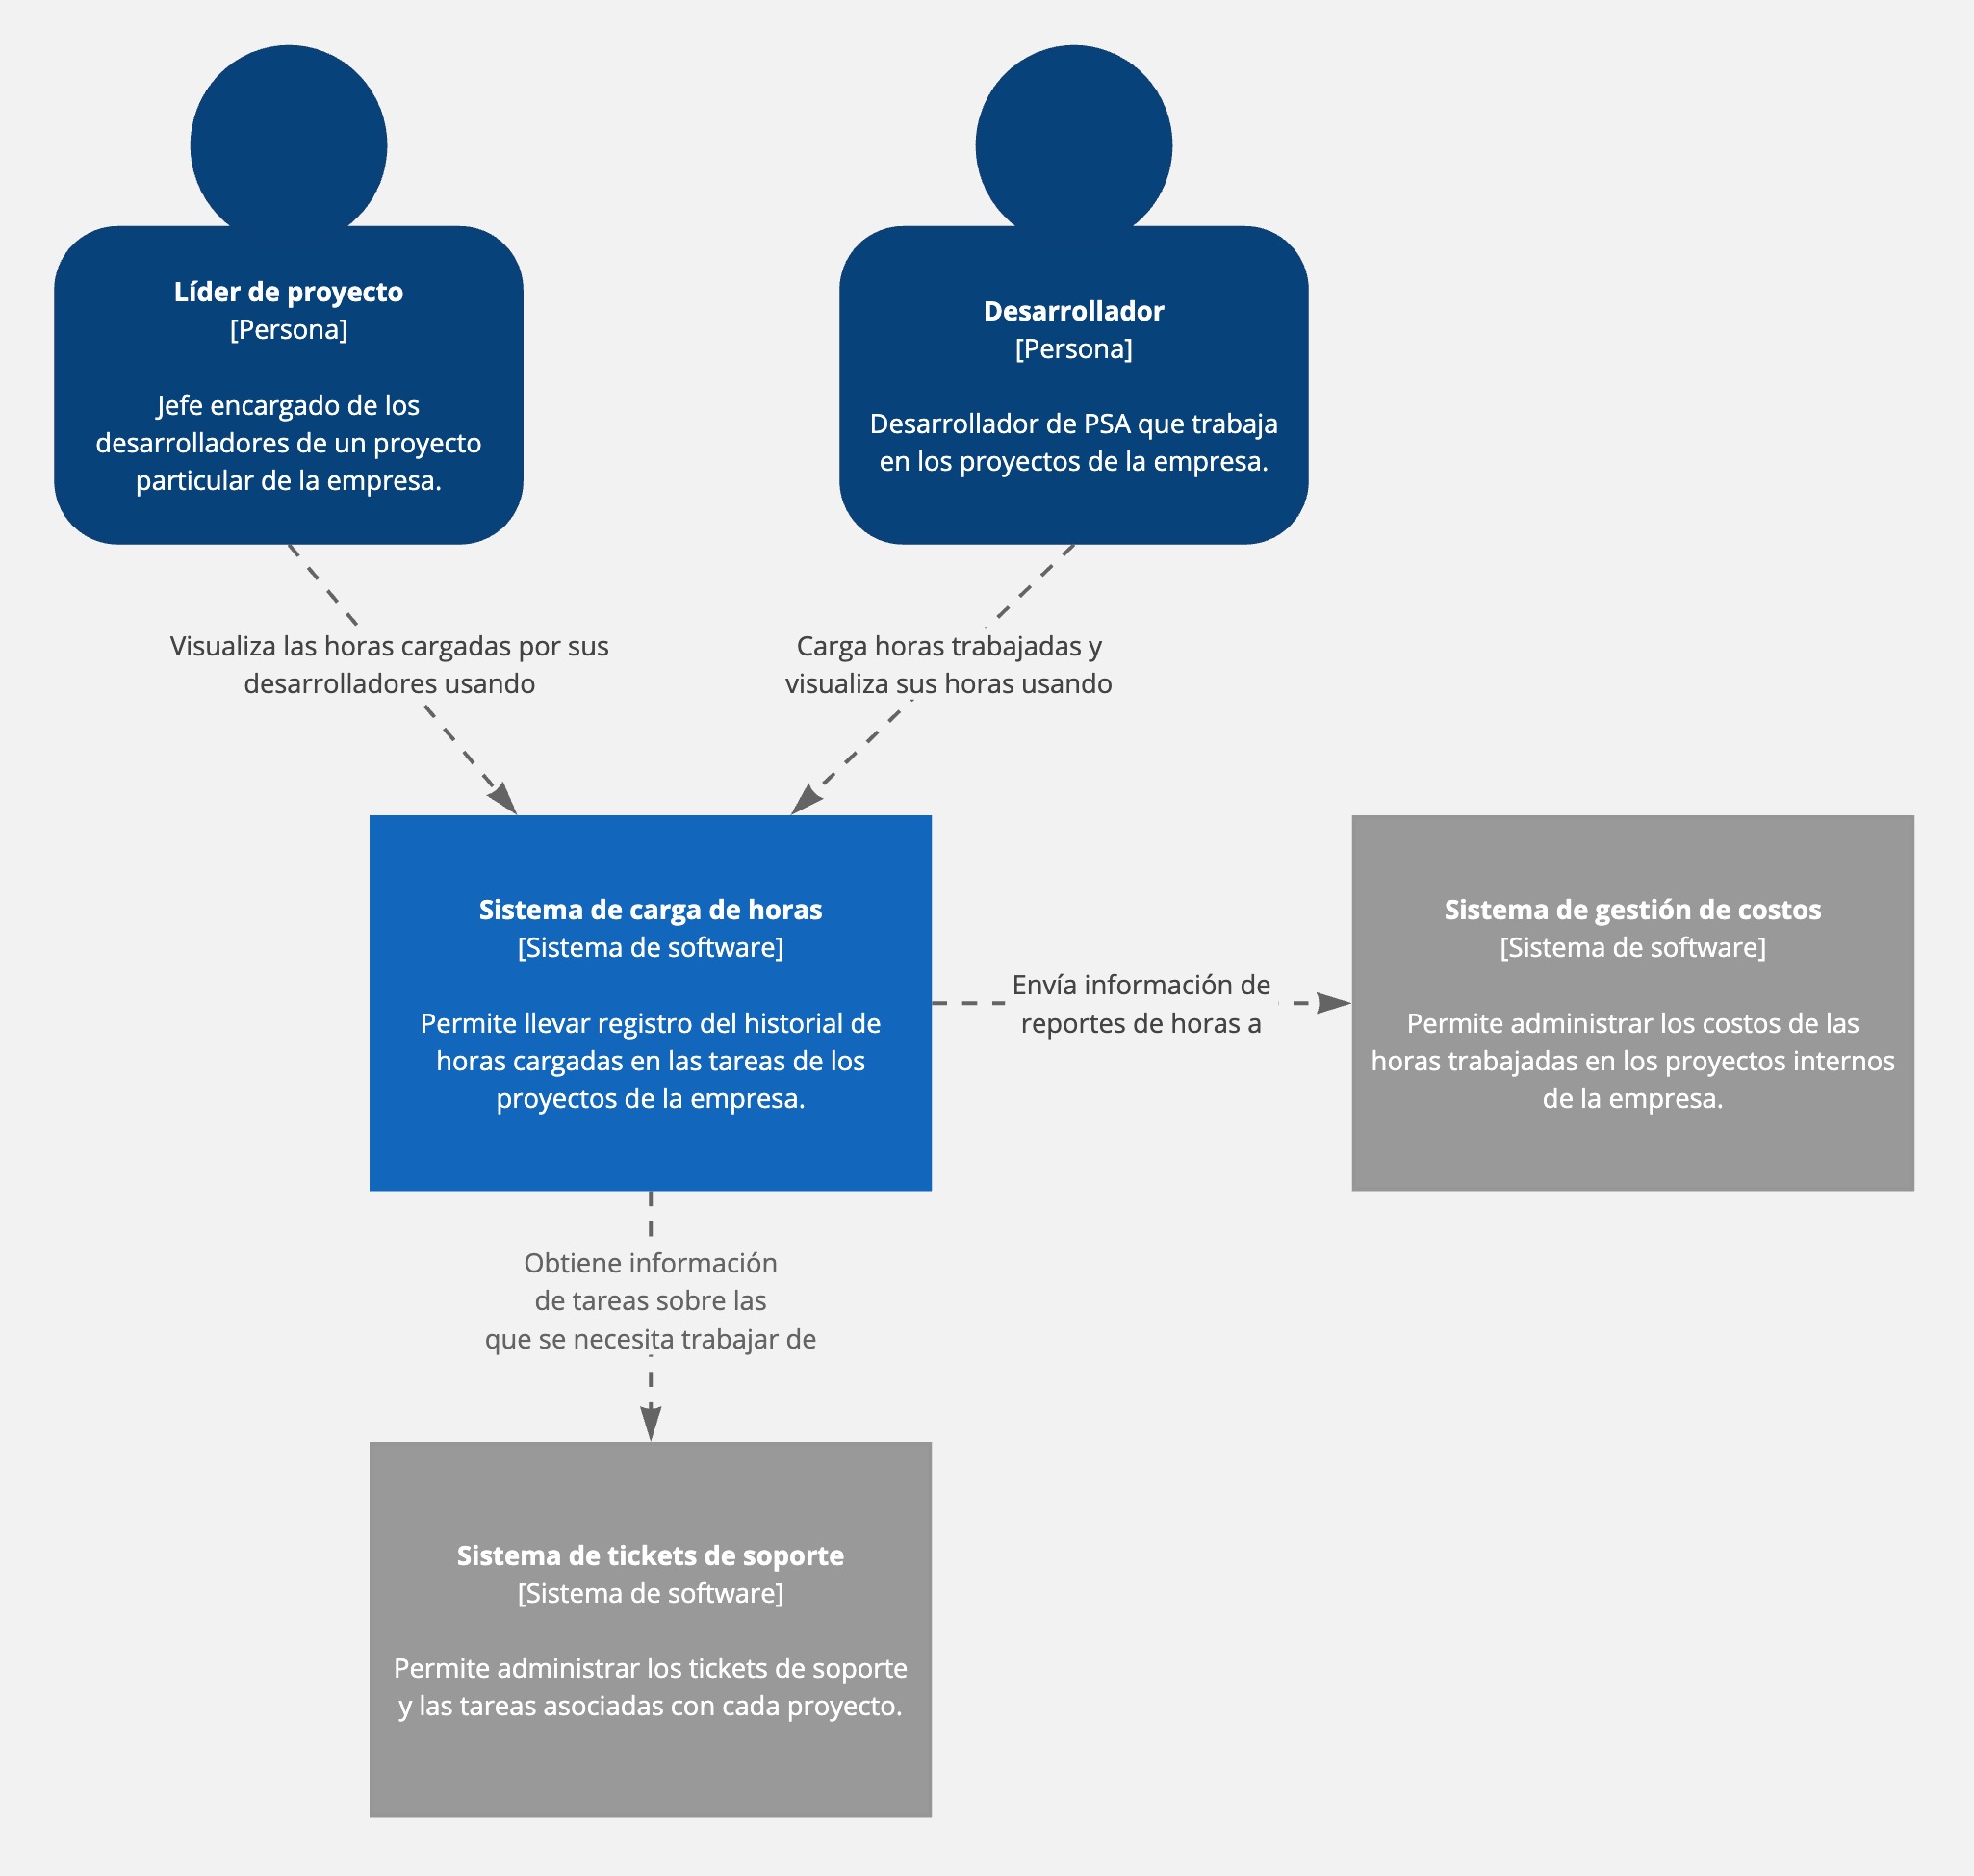 Líder de proyecto
[Persona]
Jefe encargado de los
desarrolladores de un proyecto
particular de la empresa.
Desarrollador
[Persona]
Desarrollador de PSA que trabaja
en los proyectos de la empresa.
Visualiza las horas cargadas por sus
desarrolladores usando
Carga horas trabajadas y
visualiza sus horas usando
Sistema de carga de horas
[Sistema de software]
Permite llevar registro del historial de
horas cargadas en las tareas de los
proyectos de la empresa.
Envía información de
reportes de horas a
Sistema de gestión de costos
[Sistema de software]
Permite administrar los costos de las
horas trabajadas en los proyectos internos
de la empresa.
Obtiene información
de tareas sobre las
que se necesita trabajar de
Sistema de tickets de soporte
[Sistema de software]
Permite administrar los tickets de soporte
y las tareas asociadas con cada proyecto.